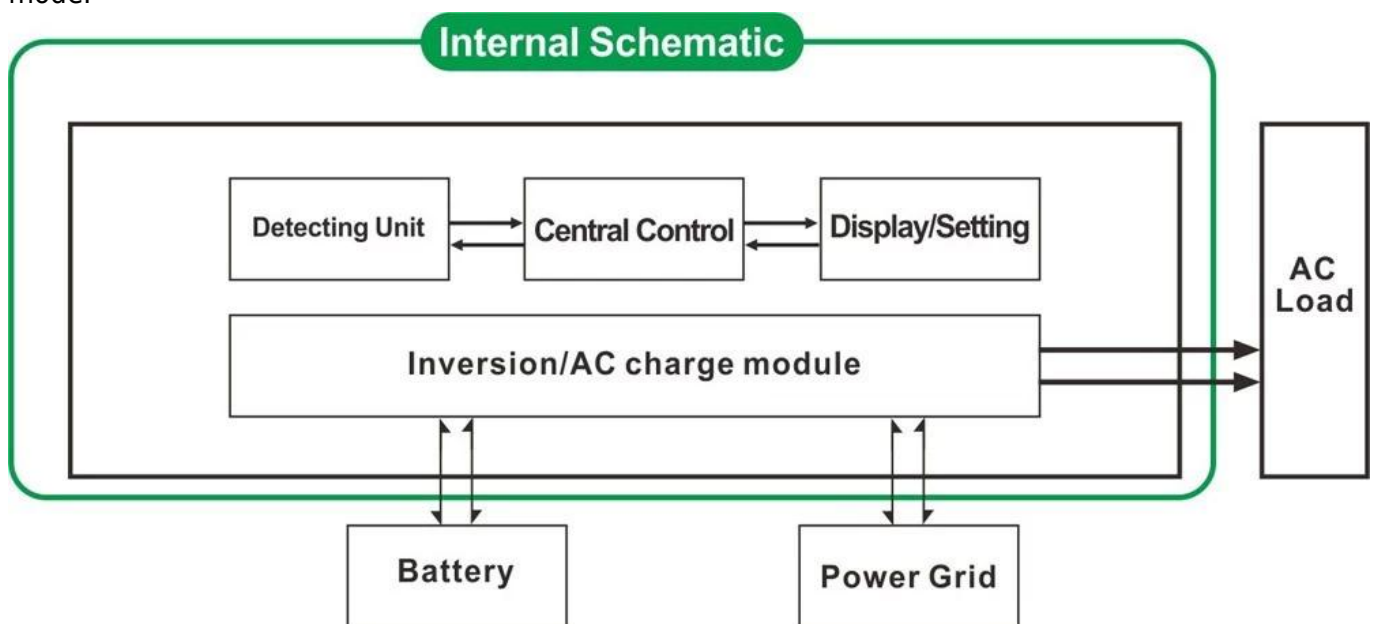 Internal Schematic
Detecting Unit
Central Control
Display/Setting
AC
Load
Inversion/AC charge module
Battery
Power Grid